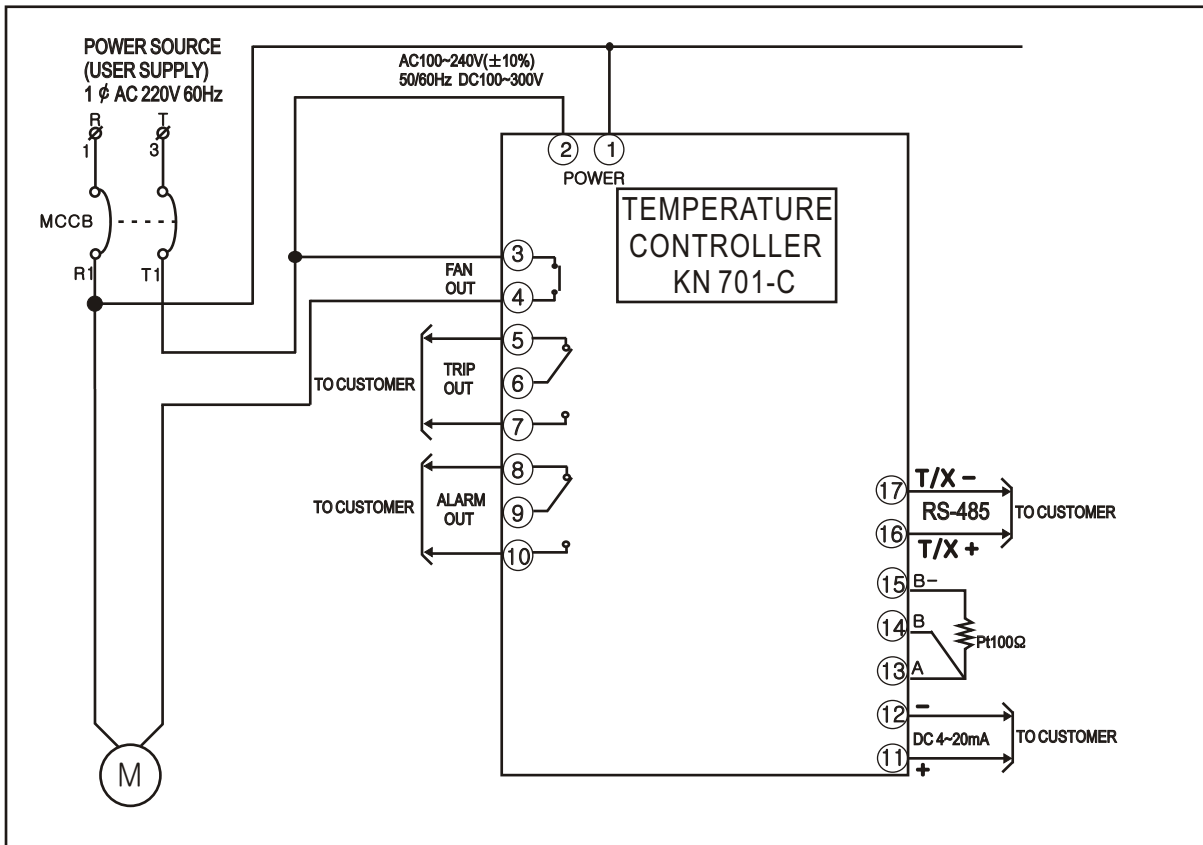 POWER SOURCE
(USER SUPPLY)
1 ⌀ AC 220V 60Hz
R
T
1
3
MCCB
R1
T1
AC100~240V(±10%)
50/60Hz DC100~300V
2
1
POWER
TEMPERATURE
CONTROLLER
KN 701-C
3
FAN
OUT
4
5
TRIP
OUT
TO CUSTOMER
6
7
8
ALARM
OUT
TO CUSTOMER
9
10
17
T/X -
RS-485
TO CUSTOMER
16
T/X +
15
B-
14
B
Pt100Ω
13
A
12
-
DC 4~20mA
TO CUSTOMER
11
+
M